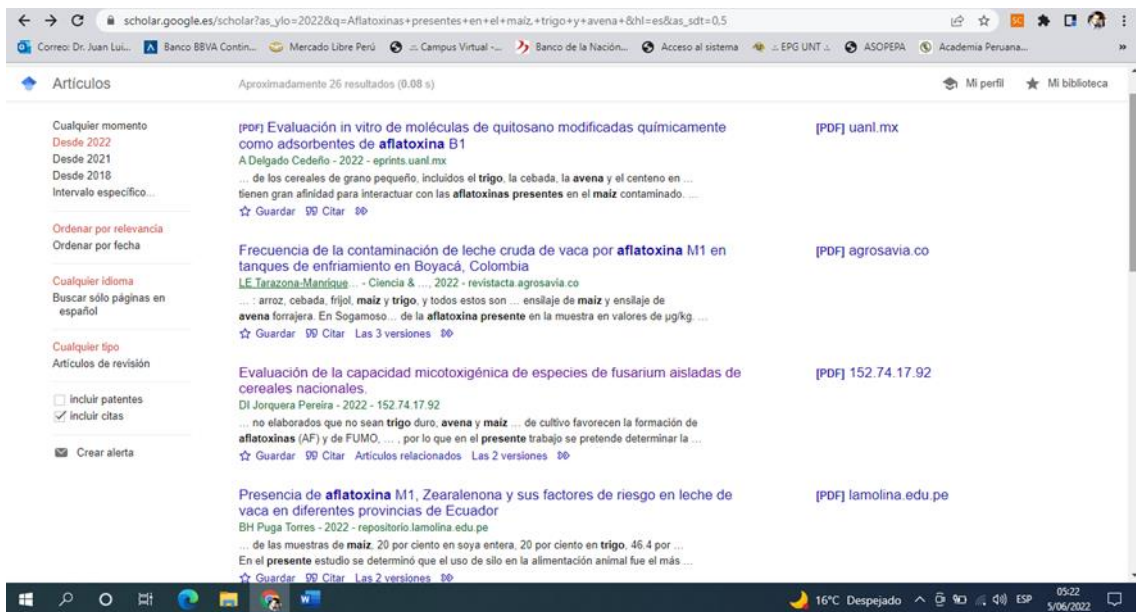 scholar.google.es/scholar?as_ylo=2022&q=Aflatoxinas+presentes+en+el+maíz,+trigo+y+avena+&hl=es&as_sdt=0,5
Correo: Dr. Juan Lui... Banco BBVA Contin... Mercado Libre Perú .:: Campus Virtual -... Banco de la Nación... Acceso al sistema .:: EPG UNT .:: ASOPEPA Academia Peruana... »
Artículos Aproximadamente 26 resultados (0.08 s) Mi perfil Mi biblioteca
Cualquier momento
Desde 2022
Desde 2021
Desde 2018
Intervalo específico...
Ordenar por relevancia
Ordenar por fecha
Cualquier idioma
Buscar sólo páginas en
español
Cualquier tipo
Artículos de revisión
incluir patentes
incluir citas
Crear alerta
[PDF] Evaluación in vitro de moléculas de quitosano modificadas químicamente
como adsorbentes de aflatoxina B1
A Delgado Cedeño - 2022 - eprints.uanl.mx
... de los cereales de grano pequeño, incluidos el trigo, la cebada, la avena y el centeno en ...
tienen gran afinidad para interactuar con las aflatoxinas presentes en el maíz contaminado. ...
Guardar Citar
[PDF] uanl.mx
Frecuencia de la contaminación de leche cruda de vaca por aflatoxina M1 en
tanques de enfriamiento en Boyacá, Colombia
LE Tarazona-Manrique... - Ciencia & ..., 2022 - revistacta.agrosavia.co
... : arroz, cebada, frijol, maíz y trigo, y todos estos son ... ensilaje de maíz y ensilaje de
avena forrajera. En Sogamoso... de la aflatoxina presente en la muestra en valores de µg/kg. ...
Guardar Citar Las 3 versiones
[PDF] agrosavia.co
Evaluación de la capacidad micotoxigénica de especies de fusarium aisladas de
cereales nacionales.
DI Jorquera Pereira - 2022 - 152.74.17.92
... no elaborados que no sean trigo duro, avena y maíz ... de cultivo favorecen la formación de
aflatoxinas (AF) y de FUMO, ... , por lo que en el presente trabajo se pretende determinar la ...
Guardar Citar Artículos relacionados Las 2 versiones
[PDF] 152.74.17.92
Presencia de aflatoxina M1, Zearalenona y sus factores de riesgo en leche de
vaca en diferentes provincias de Ecuador
BH Puga Torres - 2022 - repositorio.lamolina.edu.pe
... de las muestras de maíz, 20 por ciento en soya entera, 20 por ciento en trigo, 46.4 por ...
En el presente estudio se determinó que el uso de silo en la alimentación animal fue el más ...
Guardar Citar Las 2 versiones
[PDF] lamolina.edu.pe
16°C Despejado ESP 05:22
5/06/2022